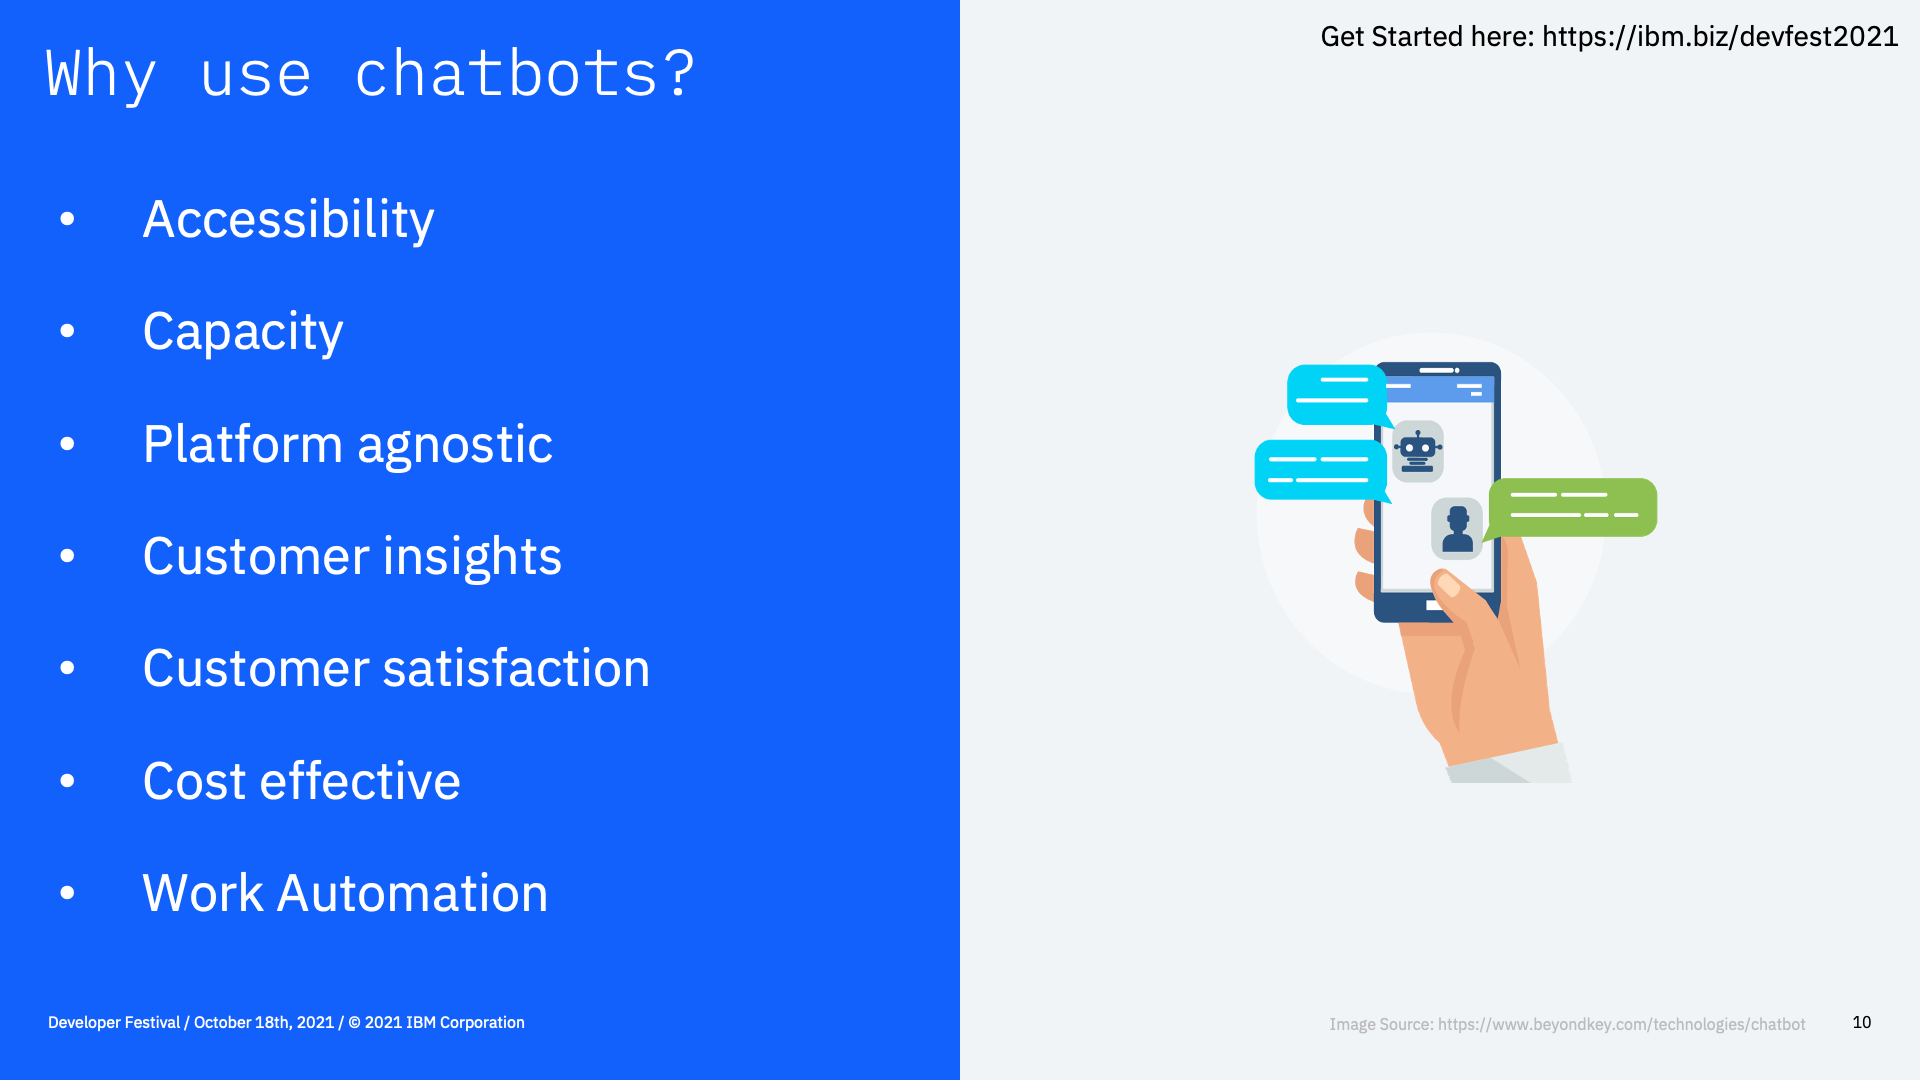 Why use chatbots?
Get Started here: https://ibm.biz/devfest2021
• Accessibility
• Capacity
• Platform agnostic
• Customer insights
• Customer satisfaction
• Cost effective
• Work Automation
Developer Festival / October 18th, 2021 / © 2021 IBM Corporation
Image Source: https://www.beyondkey.com/technologies/chatbot
10